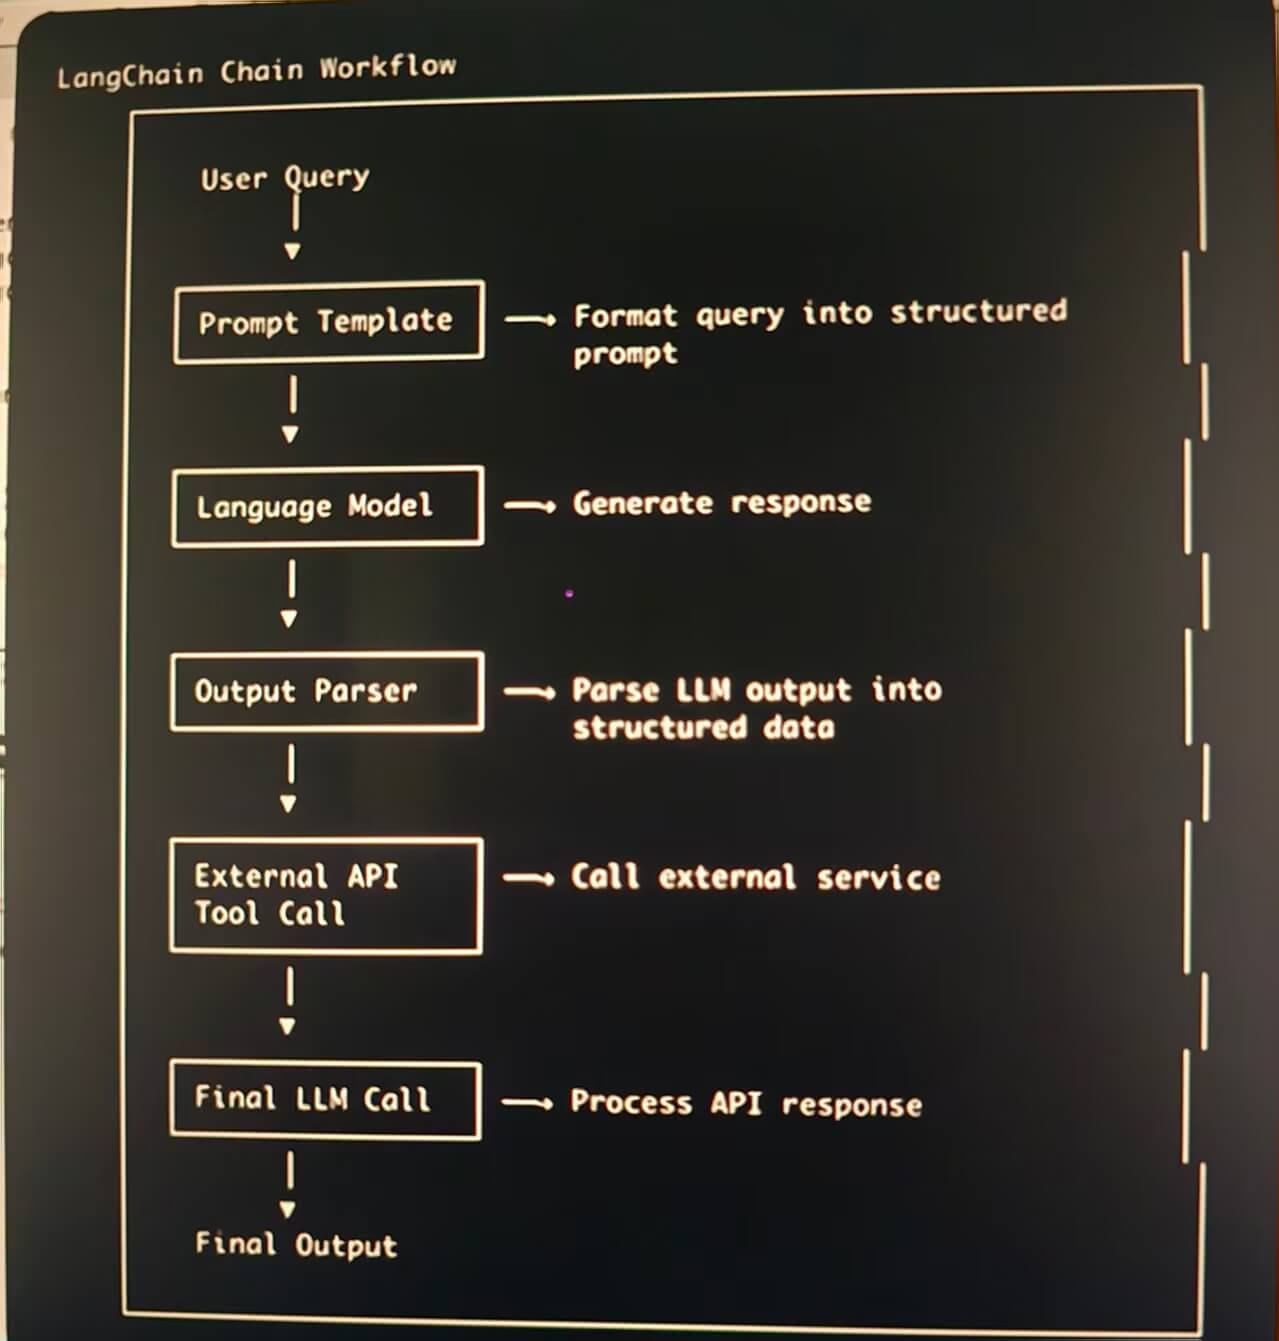 LangChain Chain Workflow
User Query
Prompt Template
Format query into structured
prompt
Language Model
Generate response
Output Parser
Parse LLM output into
structured data
External API
Tool Call
Call external service
Final LLM Call
Process API response
Final Output